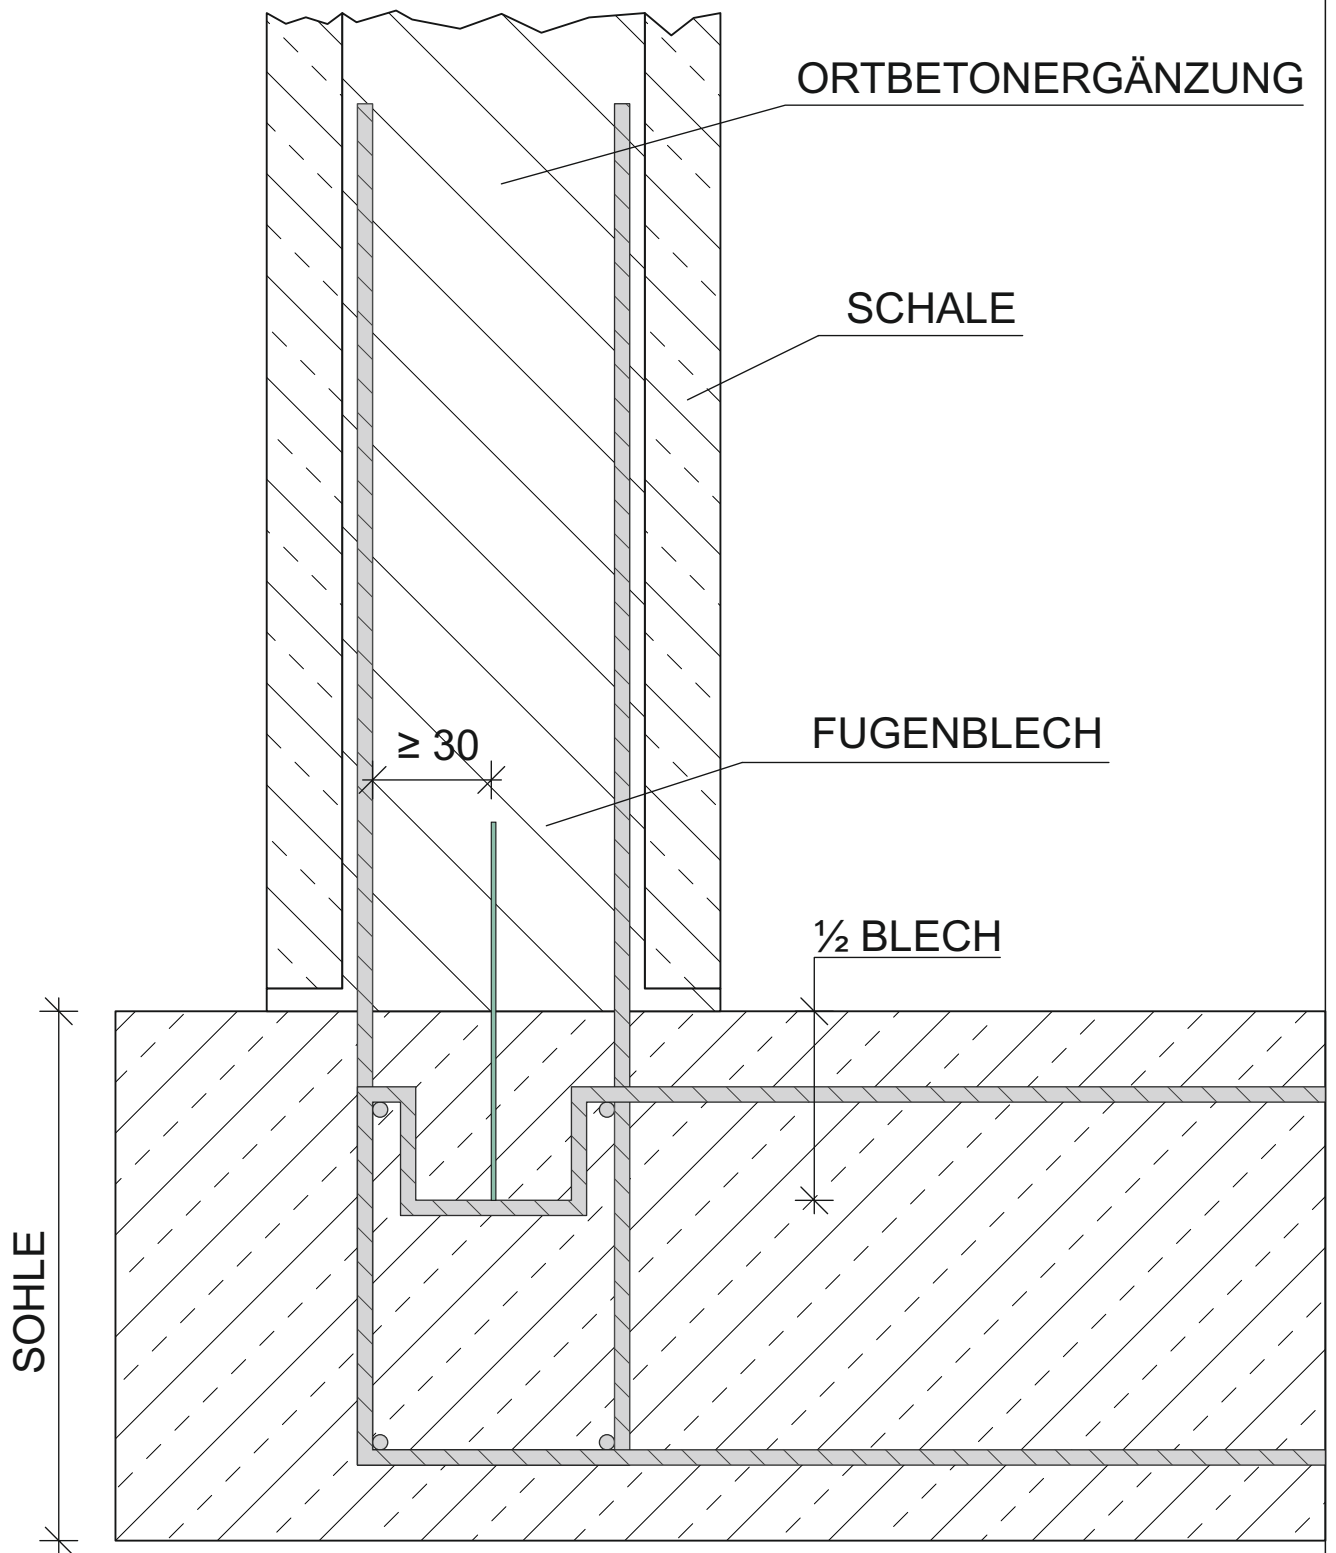 ORTBETONERGÄNZUNG
SCHALE
FUGENBLECH
≥ 30
½ BLECH
SOHLE